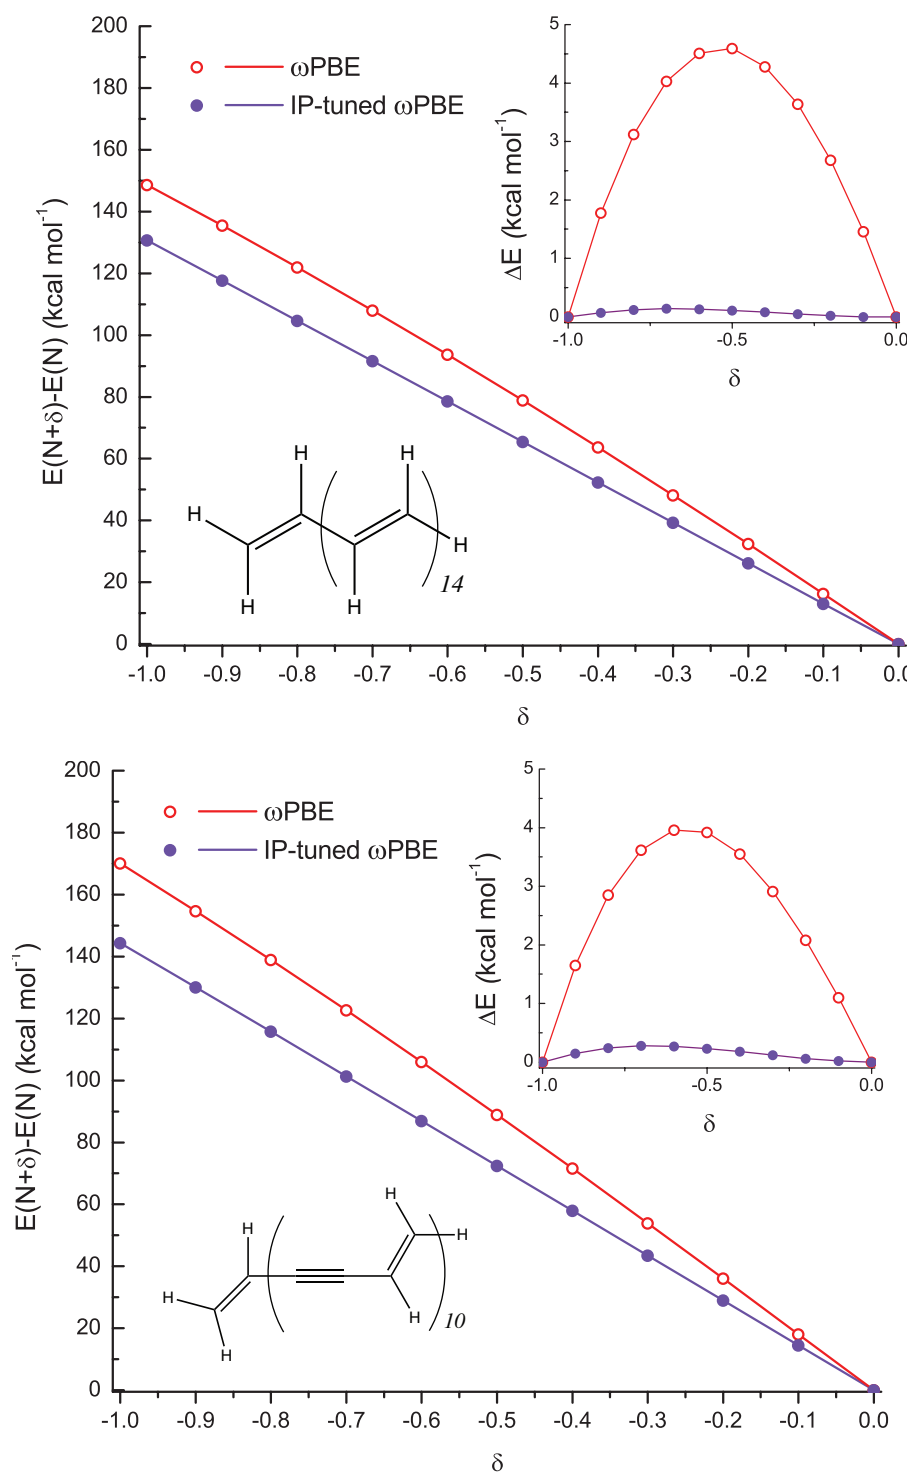 200
180
160
140
120
100
80
60
40
20
0
E(N+δ)-E(N) (kcal mol⁻¹)
ωPBE
IP-tuned ωPBE
5
4
3
2
1
0
ΔE (kcal mol⁻¹)
-1.0 -0.5 0.0
δ
H H
H
H
H H
14
-1.0 -0.9 -0.8 -0.7 -0.6 -0.5 -0.4 -0.3 -0.2 -0.1 0.0
δ
200
180
160
140
120
100
80
60
40
20
0
E(N+δ)-E(N) (kcal mol⁻¹)
ωPBE
IP-tuned ωPBE
5
4
3
2
1
0
ΔE (kcal mol⁻¹)
-1.0 -0.5 0.0
δ
H
H H
H
H
H
10
-1.0 -0.9 -0.8 -0.7 -0.6 -0.5 -0.4 -0.3 -0.2 -0.1 0.0
δ